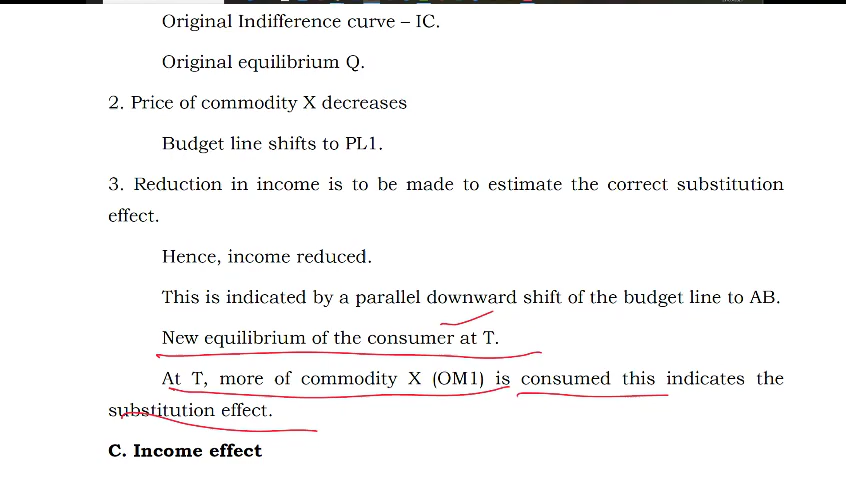 Original Indifference curve – IC.
Original equilibrium Q.
2. Price of commodity X decreases
Budget line shifts to PL1.
3. Reduction in income is to be made to estimate the correct substitution
effect.
Hence, income reduced.
This is indicated by a parallel downward shift of the budget line to AB.
New equilibrium of the consumer at T.
At T, more of commodity X (OM1) is consumed this indicates the
substitution effect.
C. Income effect